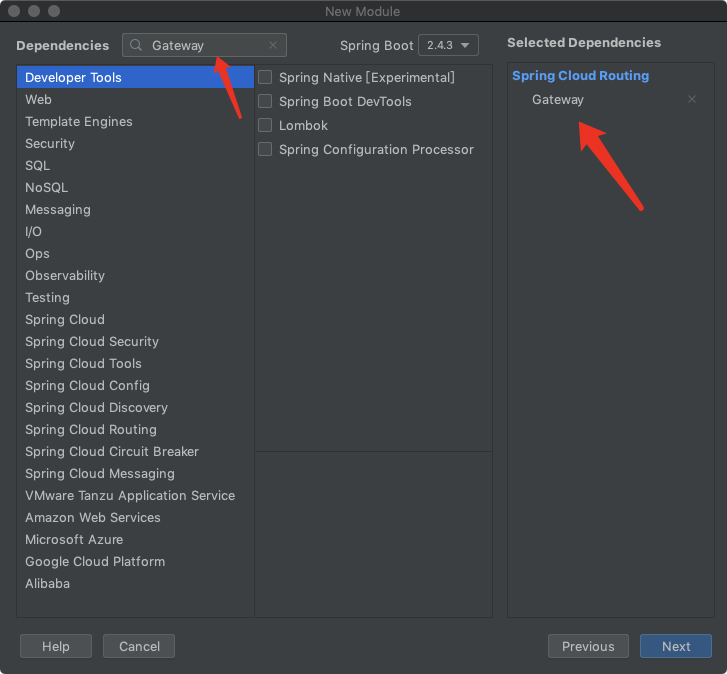 New Module
Dependencies
Gateway
Spring Boot 2.4.3
Selected Dependencies
Developer Tools
Web
Template Engines
Security
SQL
NoSQL
Messaging
I/O
Ops
Observability
Testing
Spring Cloud
Spring Cloud Security
Spring Cloud Tools
Spring Cloud Config
Spring Cloud Discovery
Spring Cloud Routing
Spring Cloud Circuit Breaker
Spring Cloud Messaging
VMware Tanzu Application Service
Amazon Web Services
Microsoft Azure
Google Cloud Platform
Alibaba
Spring Native [Experimental]
Spring Boot DevTools
Lombok
Spring Configuration Processor
Spring Cloud Routing
Gateway
Help
Cancel
Previous
Next